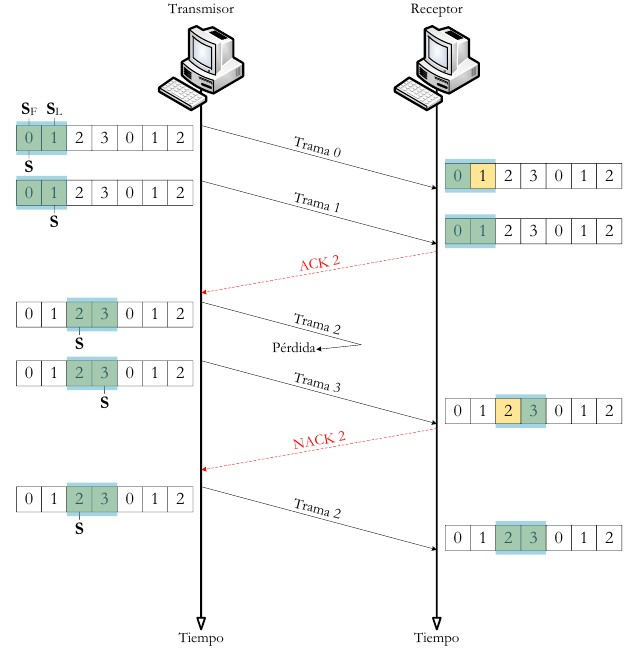 Transmisor
Receptor
SF SL
0 1 2 3 0 1 2
S
Trama 0
0 1 2 3 0 1 2
0 1 2 3 0 1 2
S
Trama 1
0 1 2 3 0 1 2
ACK 2
0 1 2 3 0 1 2
S
Trama 2
Pérdida
0 1 2 3 0 1 2
S
Trama 3
0 1 2 3 0 1 2
NACK 2
0 1 2 3 0 1 2
S
Trama 2
0 1 2 3 0 1 2
Tiempo
Tiempo